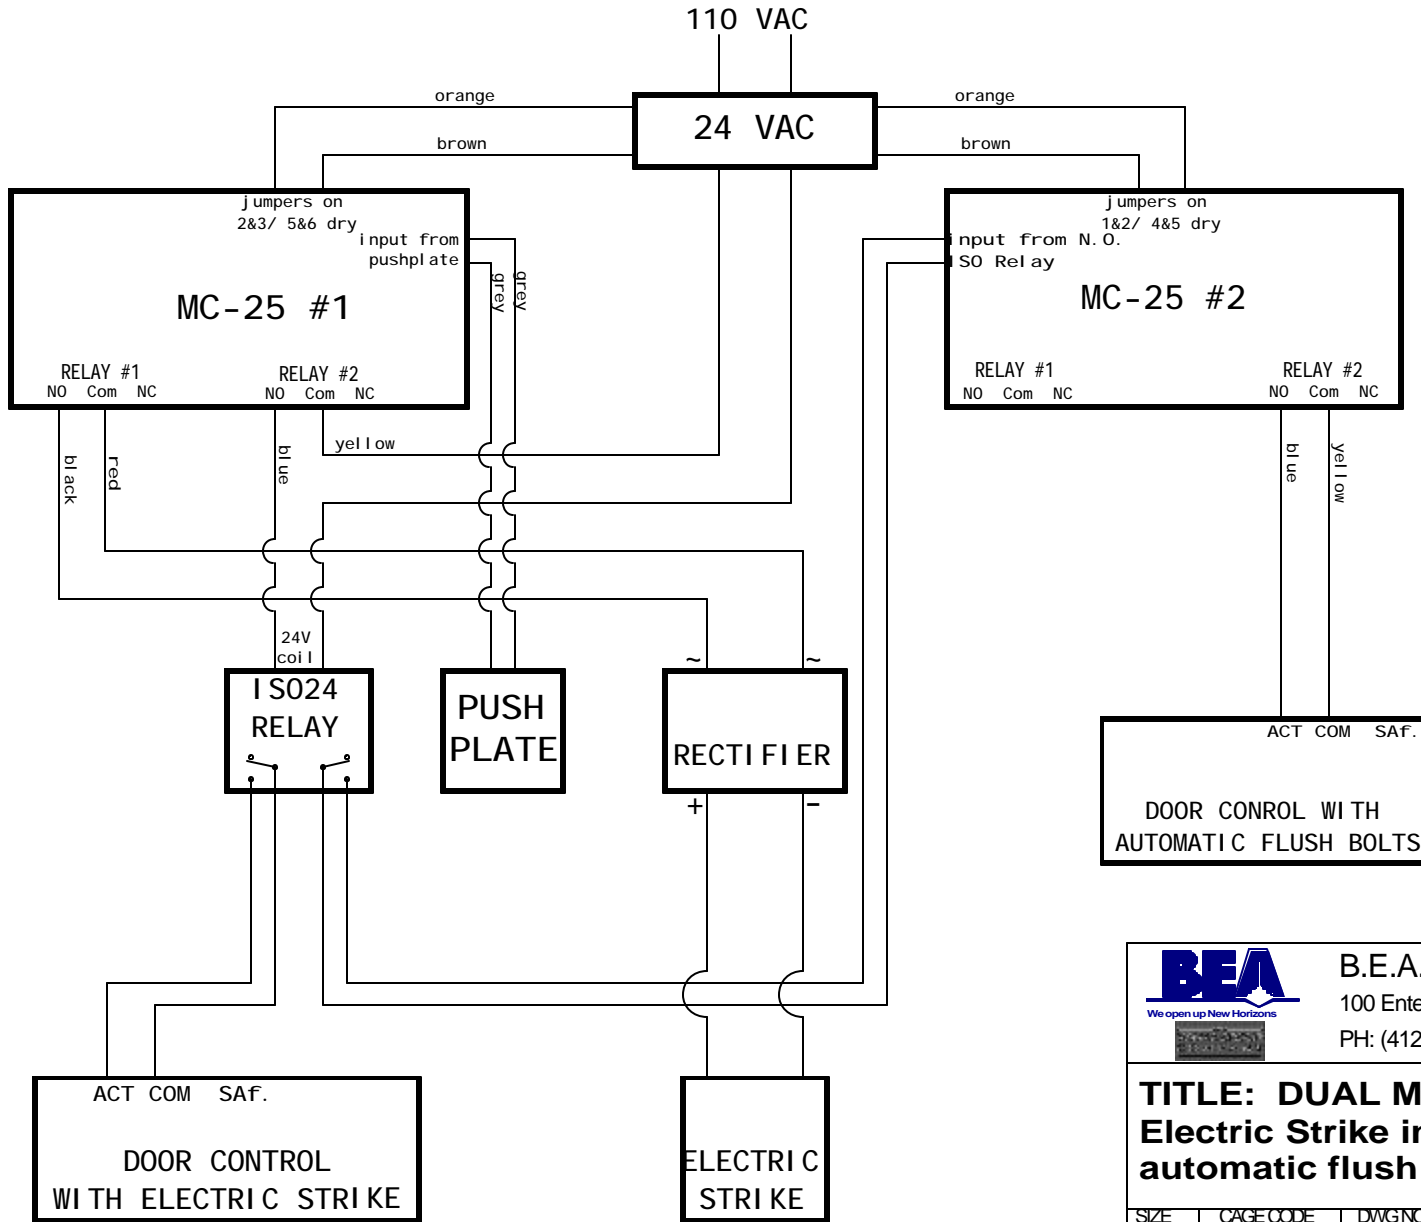 110 VAC
orange
orange
24 VAC
brown
brown
jumpers on
2&3/ 5&6 dry
input from
pushplate
grey
grey
MC-25 #1
RELAY #1
NO Com NC
RELAY #2
NO Com NC
jumpers on
1&2/ 4&5 dry
input from N.O.
ISO Relay
MC-25 #2
RELAY #1
NO Com NC
RELAY #2
NO Com NC
black
red
blue
yellow
blue
yellow
24V
coil
ISO24
RELAY
PUSH
PLATE
~
~
RECTIFIER
+
-
ACT COM SAf.
DOOR CONROL WITH
AUTOMATIC FLUSH BOLTS
ACT COM SAf.
DOOR CONTROL
WITH ELECTRIC STRIKE
ELECTRIC
STRIKE
BEA
We open up New Horizons
B.E.A.
100 Ente
PH: (412
TITLE: DUAL M
Electric Strike in
automatic flush
SIZE
CAGE CODE
DWG NO